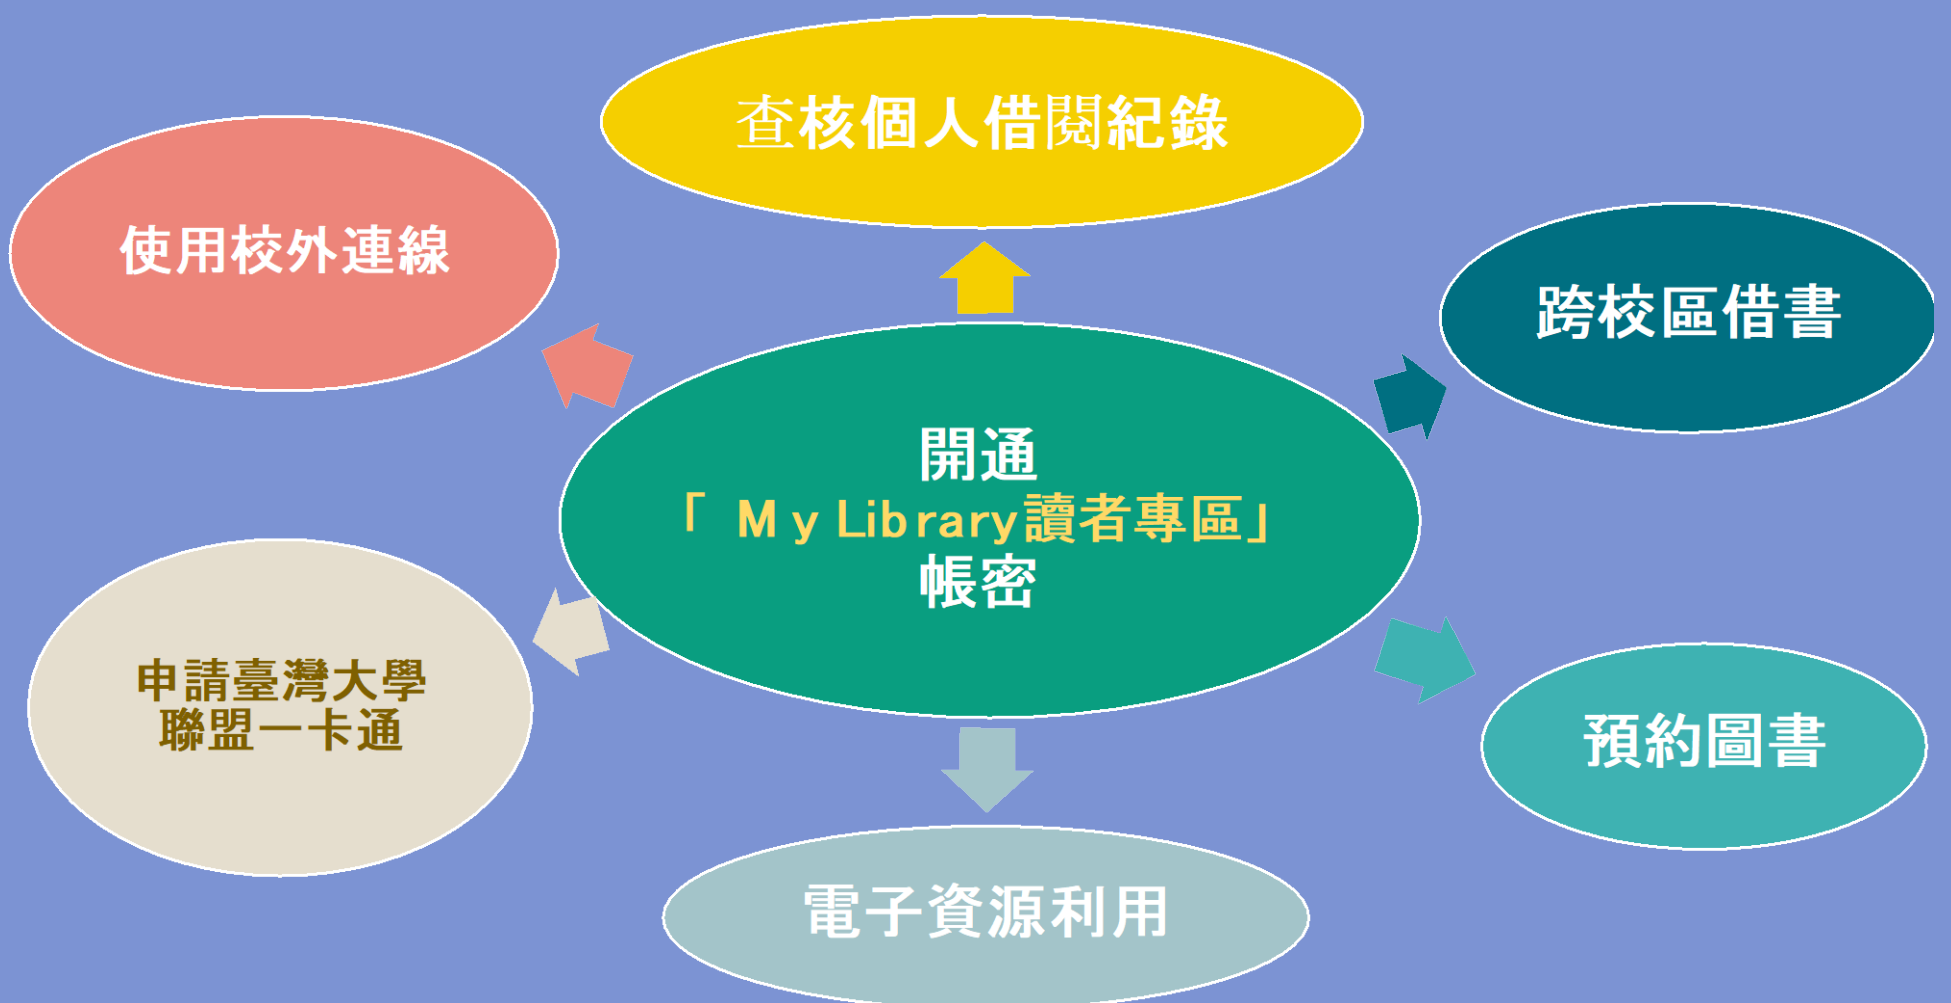 查核個人借閱紀錄
使用校外連線
跨校區借書
開通
「 My Library讀者專區」
帳密
申請臺灣大學
聯盟一卡通
預約圖書
電子資源利用